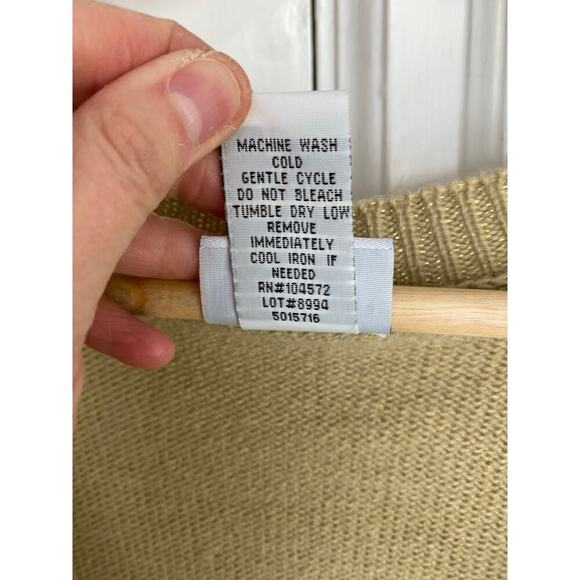 MACHINE WASH
COLD
GENTLE CYCLE
DO NOT BLEACH
TUMBLE DRY LOW
REMOVE
IMMEDIATELY
COOL IRON IF
NEEDED
RN#104572
LOT#8994
5015716